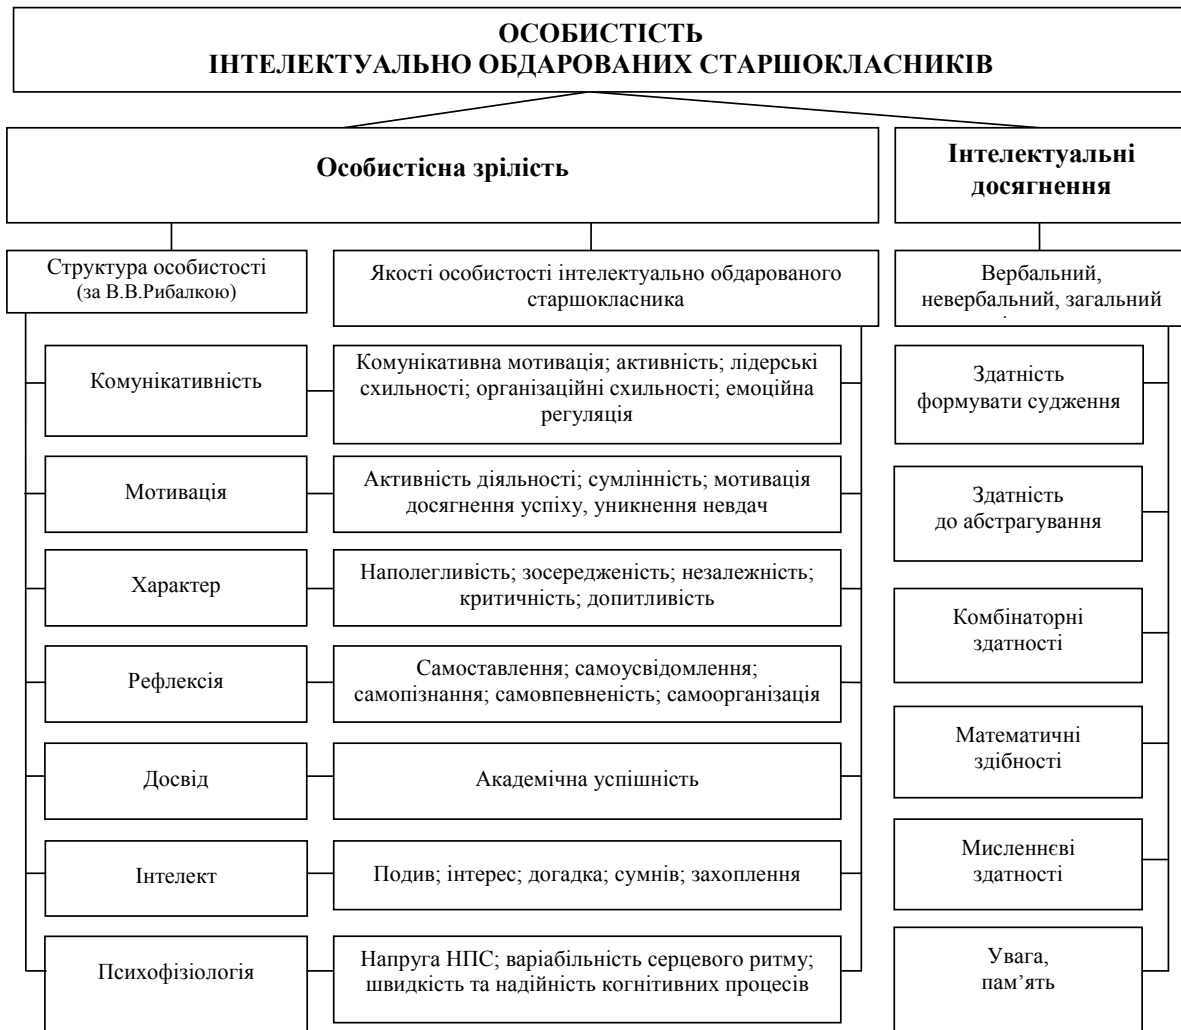 ОСОБИСТІСТЬ
ІНТЕЛЕКТУАЛЬНО ОБДАРОВАНИХ СТАРШОКЛАСНИКІВ
Особистісна зрілість
Інтелектуальні
досягнення
Структура особистості
(за В.В.Рибалкою)
Якості особистості інтелектуально обдарованого
старшокласника
Вербальний,
невербальний, загальний
Комунікативність
Комунікативна мотивація; активність; лідерські
схильності; організаційні схильності; емоційна
регуляція
Здатність
формувати судження
Мотивація
Активність діяльності; сумлінність; мотивація
досягнення успіху, уникнення невдач
Здатність
до абстрагування
Характер
Наполегливість; зосередженість; незалежність;
критичність; допитливість
Комбінаторні
здатності
Рефлексія
Самоставлення; самоусвідомлення;
самопізнання; самовпевненість; самоорганізація
Математичні
здібності
Досвід
Академічна успішність
Мисленнєві
здатності
Інтелект
Подив; інтерес; догадка; сумнів; захоплення
Психофізіологія
Напруга НПС; варіабільність серцевого ритму;
швидкість та надійність когнітивних процесів
Увага,
пам’ять